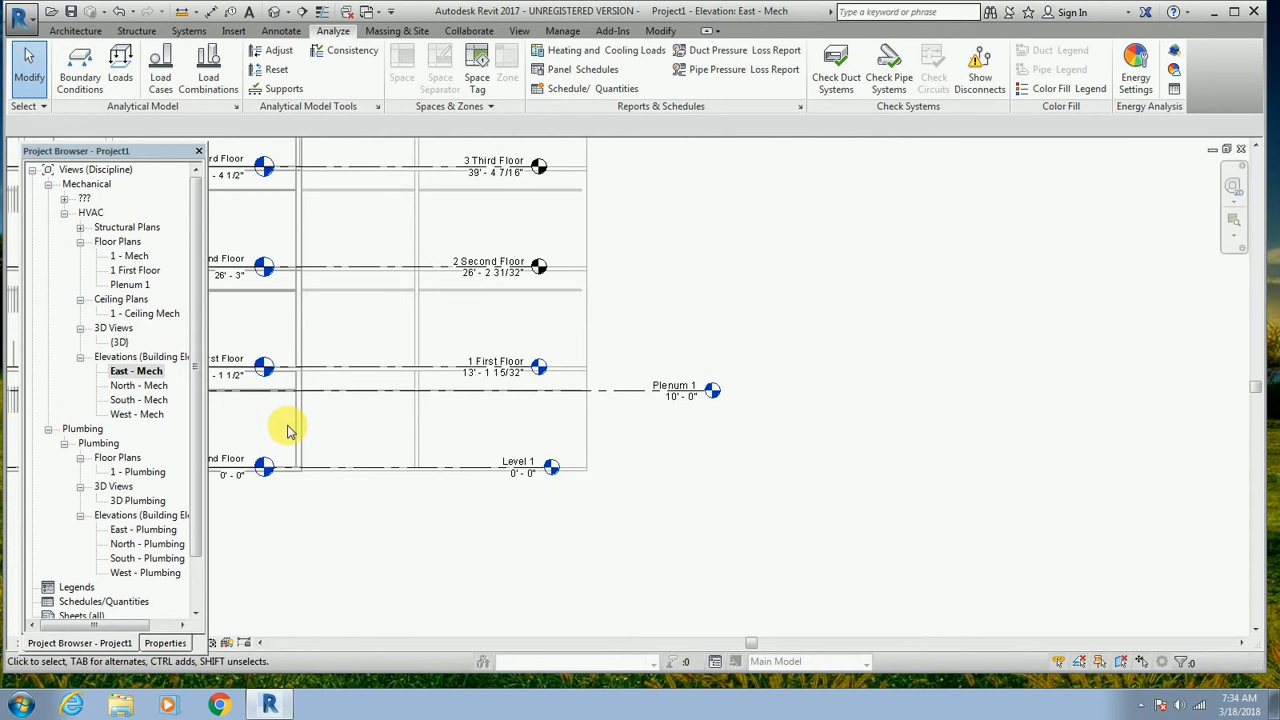 Autodesk Revit 2017 - UNREGISTERED VERSION - Project1 - Elevation: East - Mech
Type a keyword or phrase
Sign In
Architecture Structure Systems Insert Annotate Analyze Massing & Site Collaborate View Manage Add-Ins Modify
Modify
Boundary Conditions
Loads
Load Cases
Load Combinations
Adjust
Reset
Supports
Consistency
Space
Space Separator
Space Tag
Zone
Heating and Cooling Loads
Panel Schedules
Schedule/ Quantities
Duct Pressure Loss Report
Pipe Pressure Loss Report
Check Duct Systems
Check Pipe Systems
Check Circuits
Show Disconnects
Duct Legend
Pipe Legend
Color Fill Legend
Energy Settings
Select
Analytical Model
Analytical Model Tools
Spaces & Zones
Reports & Schedules
Check Systems
Color Fill
Energy Analysis
Project Browser - Project1
Views (Discipline)
Mechanical
???
HVAC
Structural Plans
Floor Plans
1 - Mech
1 First Floor
Plenum 1
Ceiling Plans
1 - Ceiling Mech
3D Views
{3D}
Elevations (Building El
East - Mech
North - Mech
South - Mech
West - Mech
Plumbing
Plumbing
Floor Plans
1 - Plumbing
3D Views
3D Plumbing
Elevations (Building El
East - Plumbing
North - Plumbing
South - Plumbing
West - Plumbing
Legends
Schedules/Quantities
Sheets (all)
Project Browser - Project1
Properties
rd Floor
- 4 1/2"
3 Third Floor
39' - 4 7/16"
nd Floor
26' - 3"
2 Second Floor
26' - 2 31/32"
st Floor
- 1 1/2"
1 First Floor
13' - 1 15/32"
Plenum 1
10' - 0"
nd Floor
0' - 0"
Level 1
0' - 0"
Click to select, TAB for alternates, CTRL adds, SHIFT unselects.
:0
Main Model
:0
7:34 AM
3/18/2018